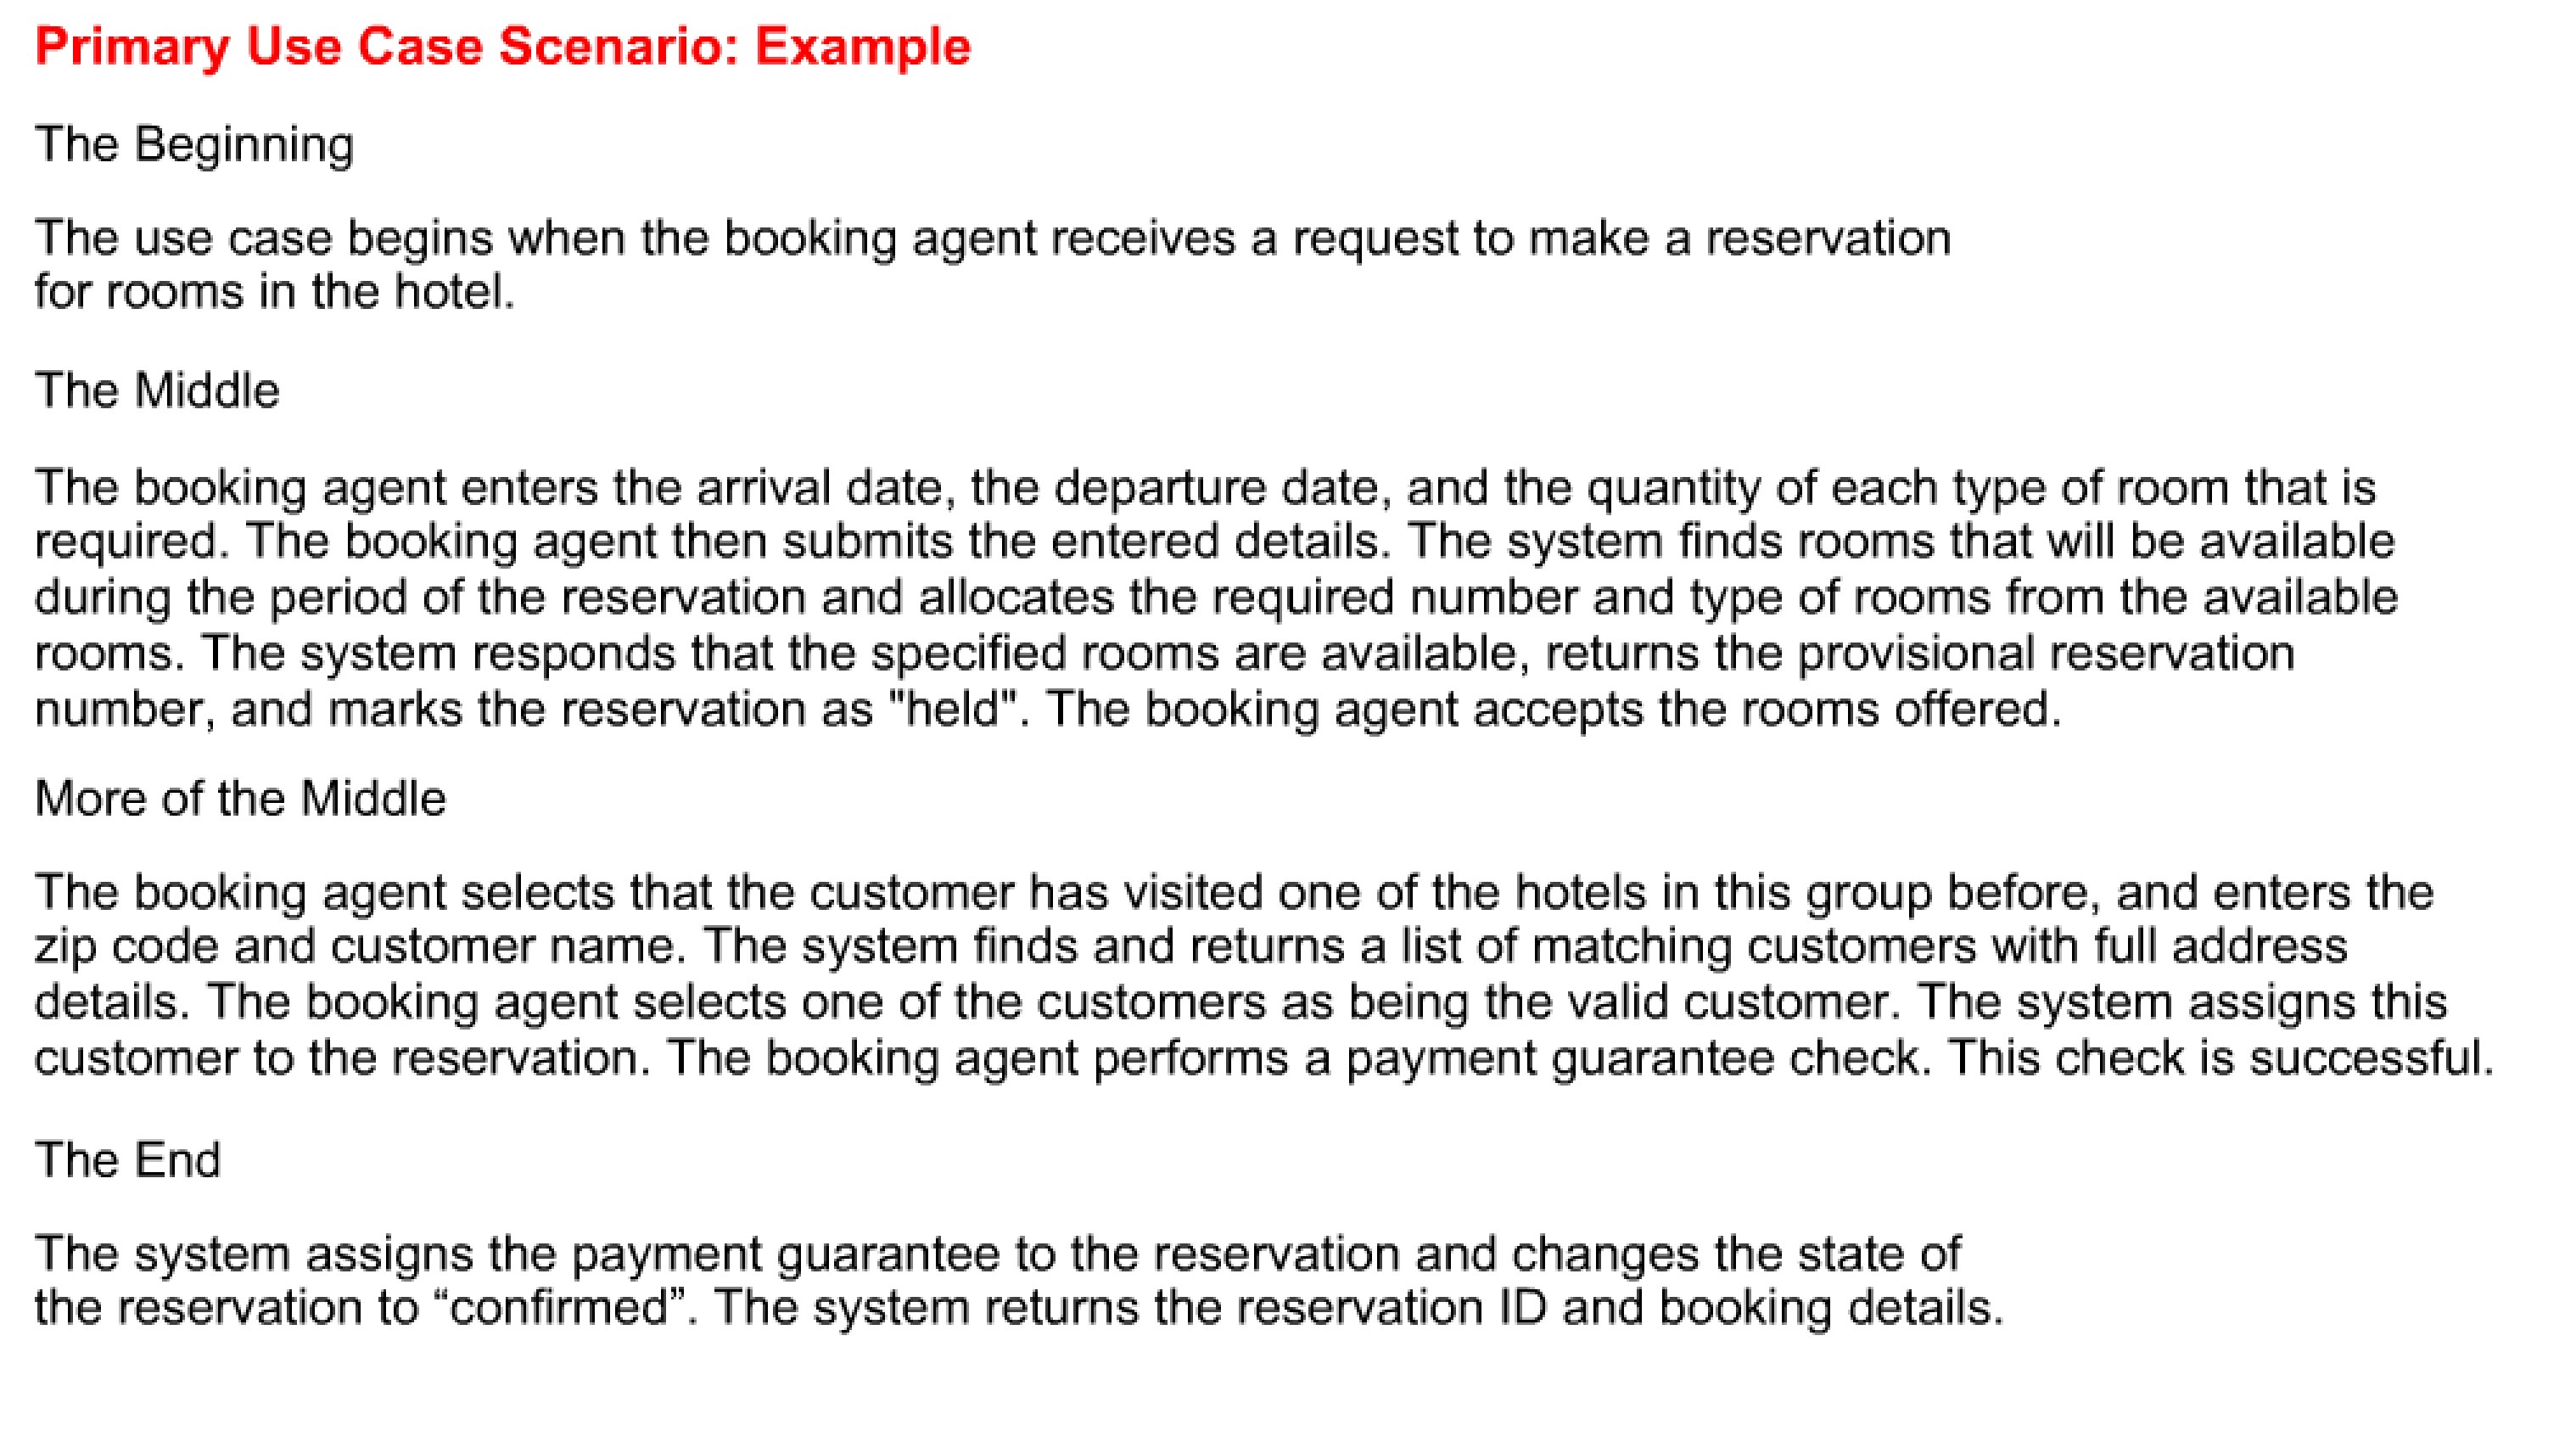 Primary Use Case Scenario: Example
The Beginning
The use case begins when the booking agent receives a request to make a reservation
for rooms in the hotel.
The Middle
The booking agent enters the arrival date, the departure date, and the quantity of each type of room that is
required. The booking agent then submits the entered details. The system finds rooms that will be available
during the period of the reservation and allocates the required number and type of rooms from the available
rooms. The system responds that the specified rooms are available, returns the provisional reservation
number, and marks the reservation as "held". The booking agent accepts the rooms offered.
More of the Middle
The booking agent selects that the customer has visited one of the hotels in this group before, and enters the
zip code and customer name. The system finds and returns a list of matching customers with full address
details. The booking agent selects one of the customers as being the valid customer. The system assigns this
customer to the reservation. The booking agent performs a payment guarantee check. This check is successful.
The End
The system assigns the payment guarantee to the reservation and changes the state of
the reservation to “confirmed”. The system returns the reservation ID and booking details.